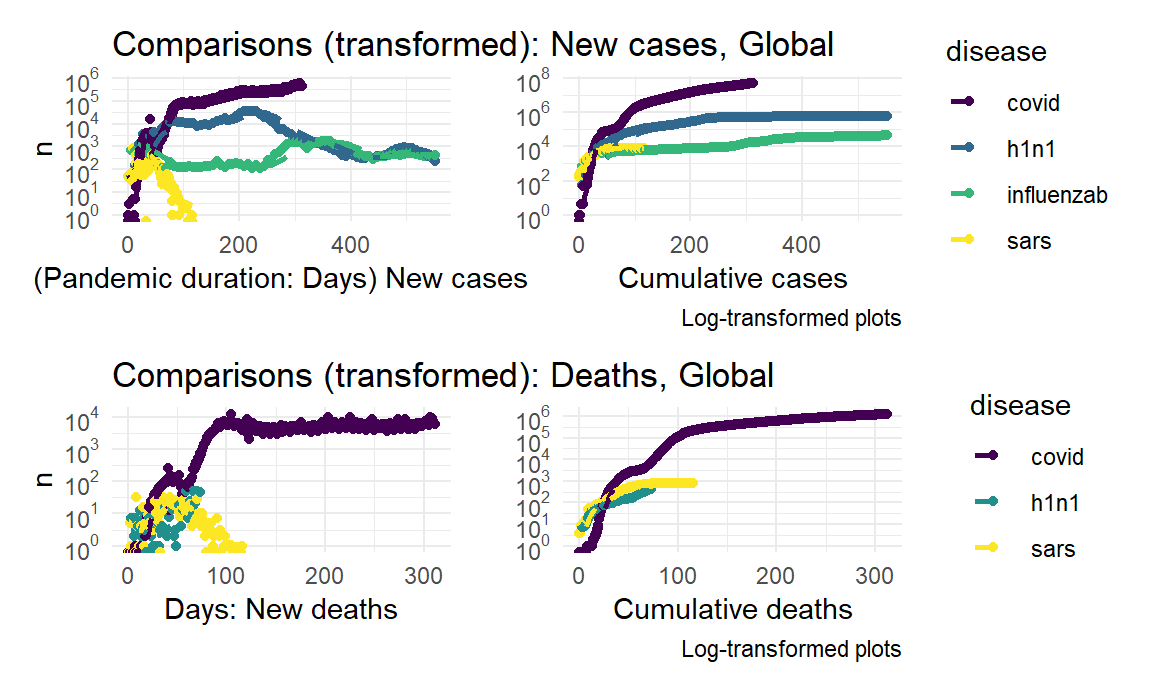 Comparisons (transformed): New cases, Global
n
10^6
10^5
10^4
10^3
10^2
10^1
10^0
0 200 400
(Pandemic duration: Days) New cases
10^8
10^6
10^4
10^2
10^0
0 200 400
Cumulative cases
Log-transformed plots
disease
covid
h1n1
influenzab
sars
Comparisons (transformed): Deaths, Global
n
10^4
10^3
10^2
10^1
10^0
0 100 200 300
Days: New deaths
10^6
10^5
10^4
10^3
10^2
10^1
10^0
0 100 200 300
Cumulative deaths
Log-transformed plots
disease
covid
h1n1
sars